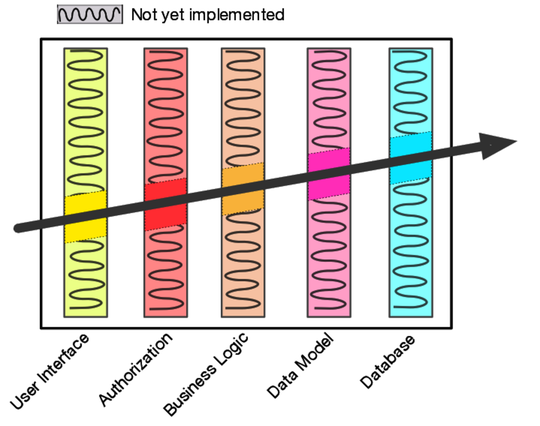 Not yet implemented
User Interface
Authorization
Business Logic
Data Model
Database